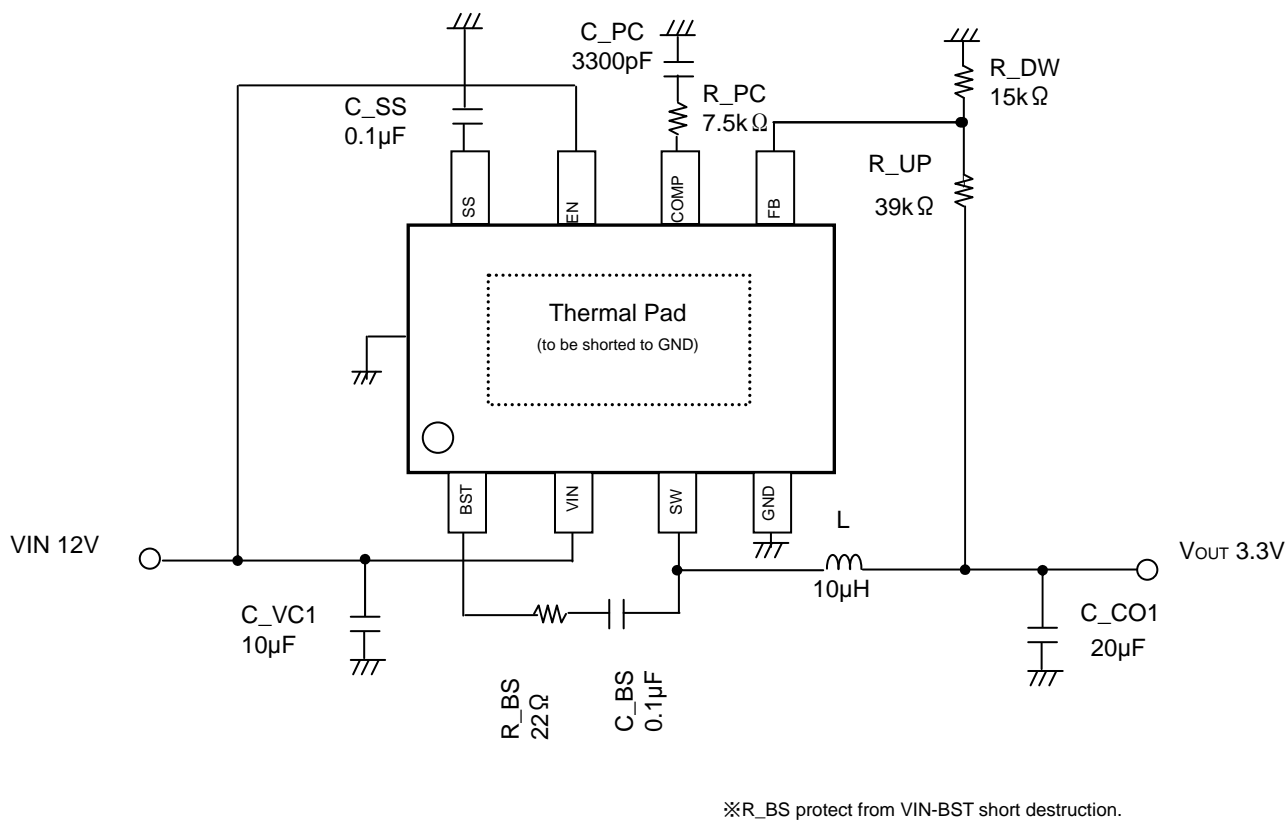 C_PC
3300pF
R_DW
15kΩ
C_SS
0.1µF
R_PC
7.5kΩ
R_UP
39kΩ
SS
EN
COMP
FB
Thermal Pad
(to be shorted to GND)
BST
VIN
SW
GND
L
10µH
VIN 12V
VOUT 3.3V
C_VC1
10µF
C_CO1
20µF
R_BS
22Ω
C_BS
0.1µF
※R_BS protect from VIN-BST short destruction.